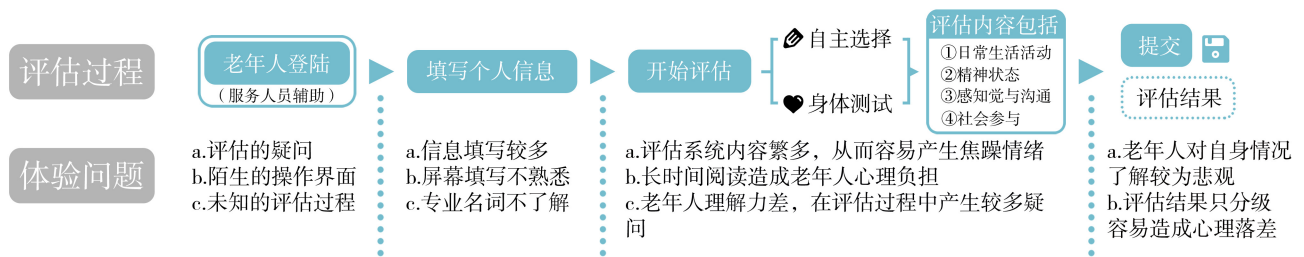 评估过程
老年人登陆
（服务人员辅助）
填写个人信息
开始评估
自主选择
身体测试
评估内容包括
①日常生活活动
②精神状态
③感知觉与沟通
④社会参与
提交
评估结果
体验问题
a.评估的疑问
b.陌生的操作界面
c.未知的评估过程
a.信息填写较多
b.屏幕填写不熟悉
c.专业名词不了解
a.评估系统内容繁多，从而容易产生焦躁情绪
b.长时间阅读造成老年人心理负担
c.老年人理解力差，在评估过程中产生较多疑
问
a.老年人对自身情况
了解较为悲观
b.评估结果只分级
容易造成心理落差